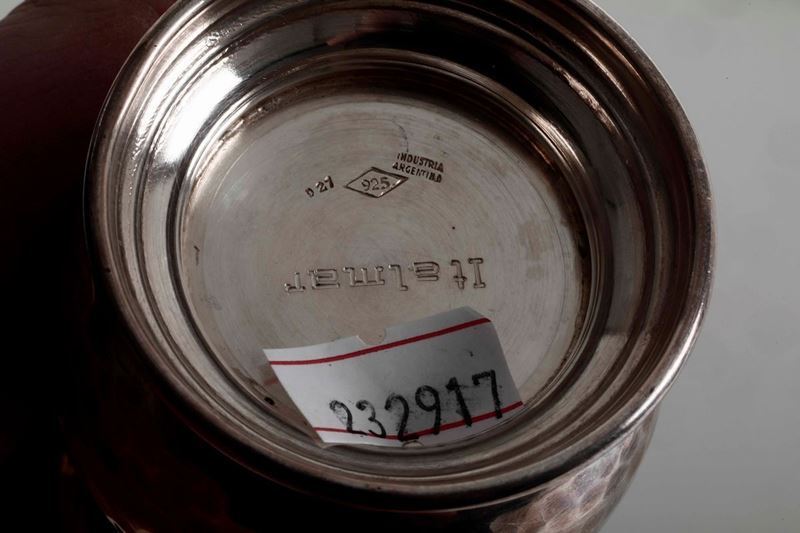 D 27
925
INDUSTRIA
ARGENTINA
Italmar
232917